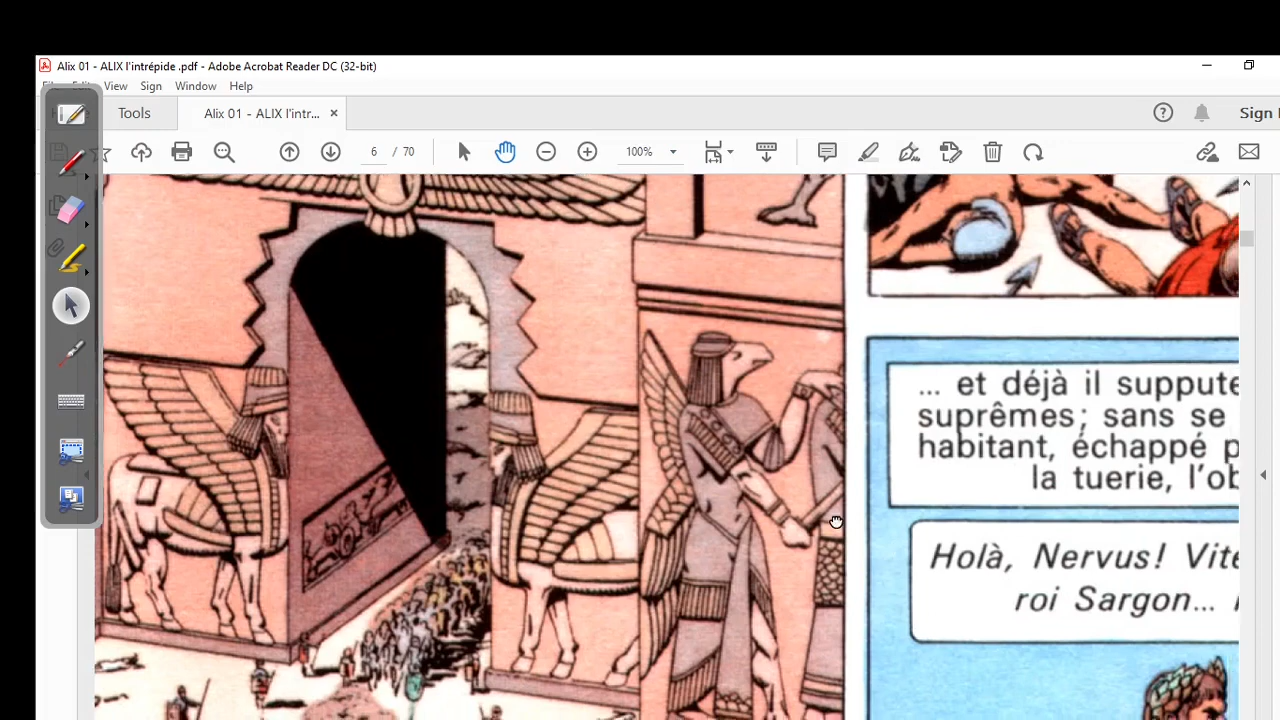 Alix 01 - ALIX l'intrépide .pdf - Adobe Acrobat Reader DC (32-bit)
View Sign Window Help
Tools
Alix 01 - ALIX l'intr... ×
Sign
6 / 70
100%
... et déjà il suppute
suprêmes; sans se
habitant, échappé
la tuerie, l'ob
Holà, Nervus! Vite
roi Sargon...